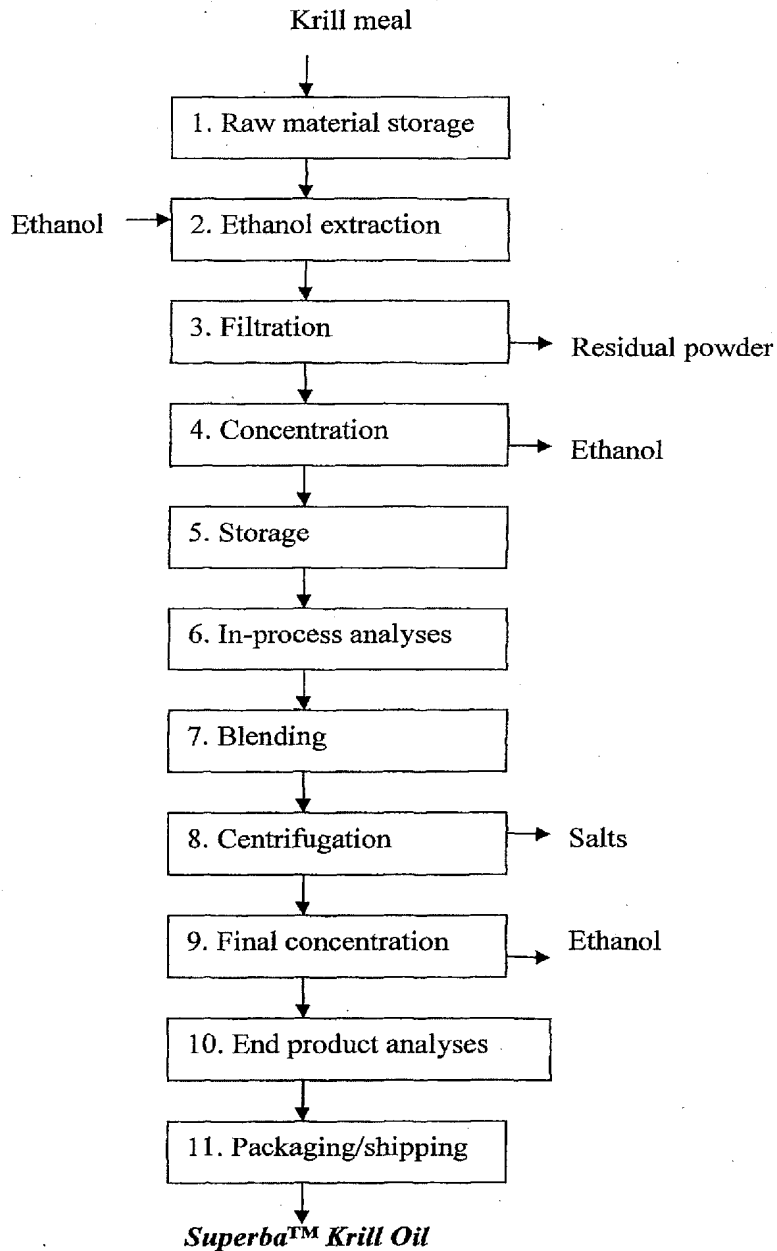 Krill meal
1. Raw material storage
Ethanol
2. Ethanol extraction
3. Filtration
Residual powder
4. Concentration
Ethanol
5. Storage
6. In-process analyses
7. Blending
8. Centrifugation
Salts
9. Final concentration
Ethanol
10. End product analyses
11. Packaging/shipping
Superba™ Krill Oil